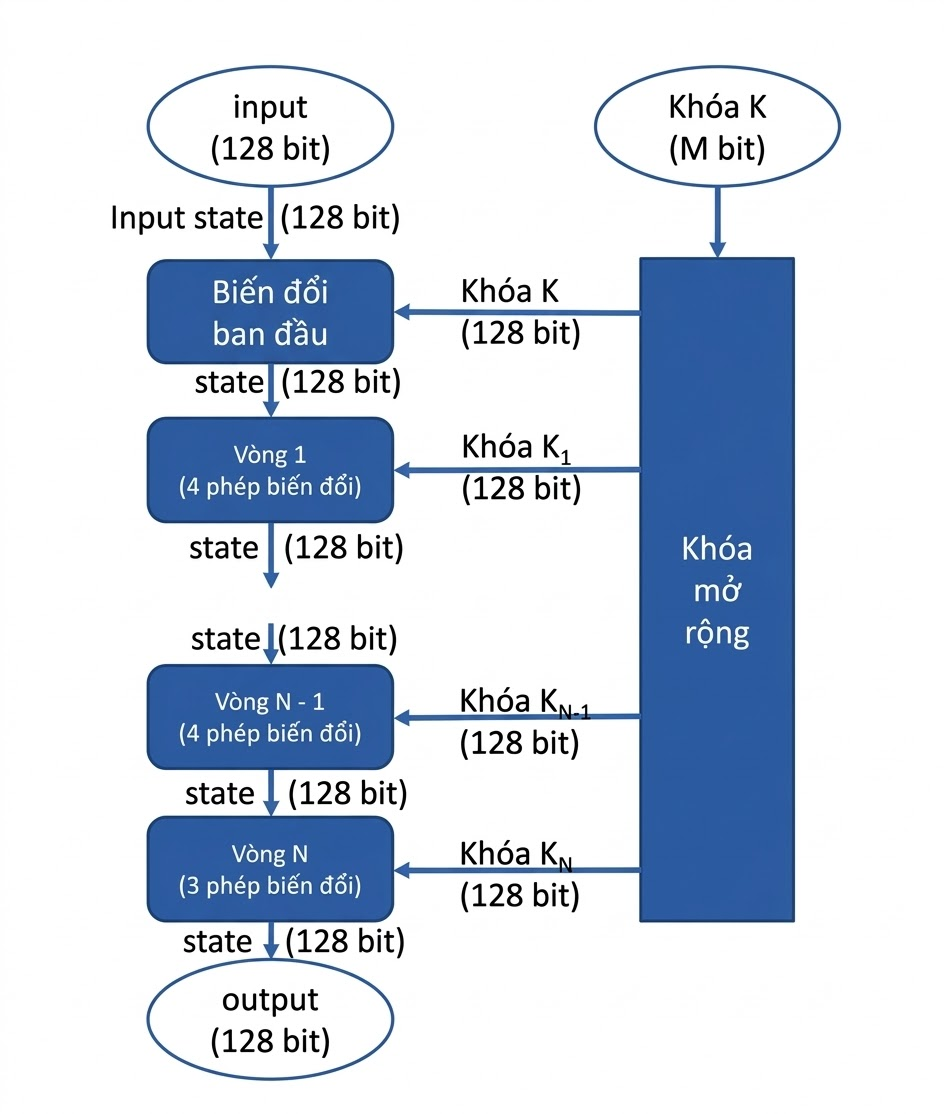 input
(128 bit)
Khóa K
(M bit)
Input state (128 bit)
Biến đổi
ban đầu
Khóa K
(128 bit)
state (128 bit)
Vòng 1
(4 phép biến đổi)
Khóa K₁
(128 bit)
state (128 bit)
Khóa
mở
rộng
state (128 bit)
Vòng N - 1
(4 phép biến đổi)
Khóa K_N-1
(128 bit)
state (128 bit)
Vòng N
(3 phép biến đổi)
Khóa K_N
(128 bit)
state (128 bit)
output
(128 bit)